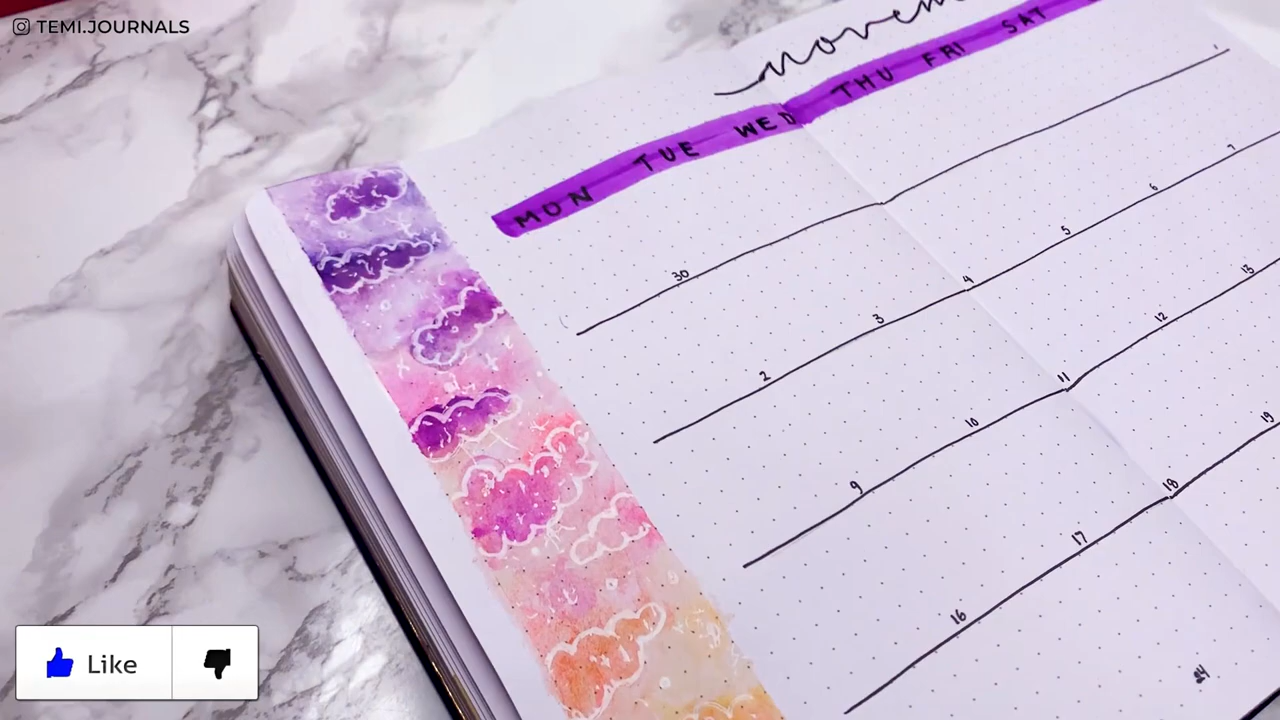 TEMI.JOURNALS
MON TUE WED THU FRI SAT
1
30
2 3 4 5 6 7
9 10 11 12 13
16 17 18 19
24
Like